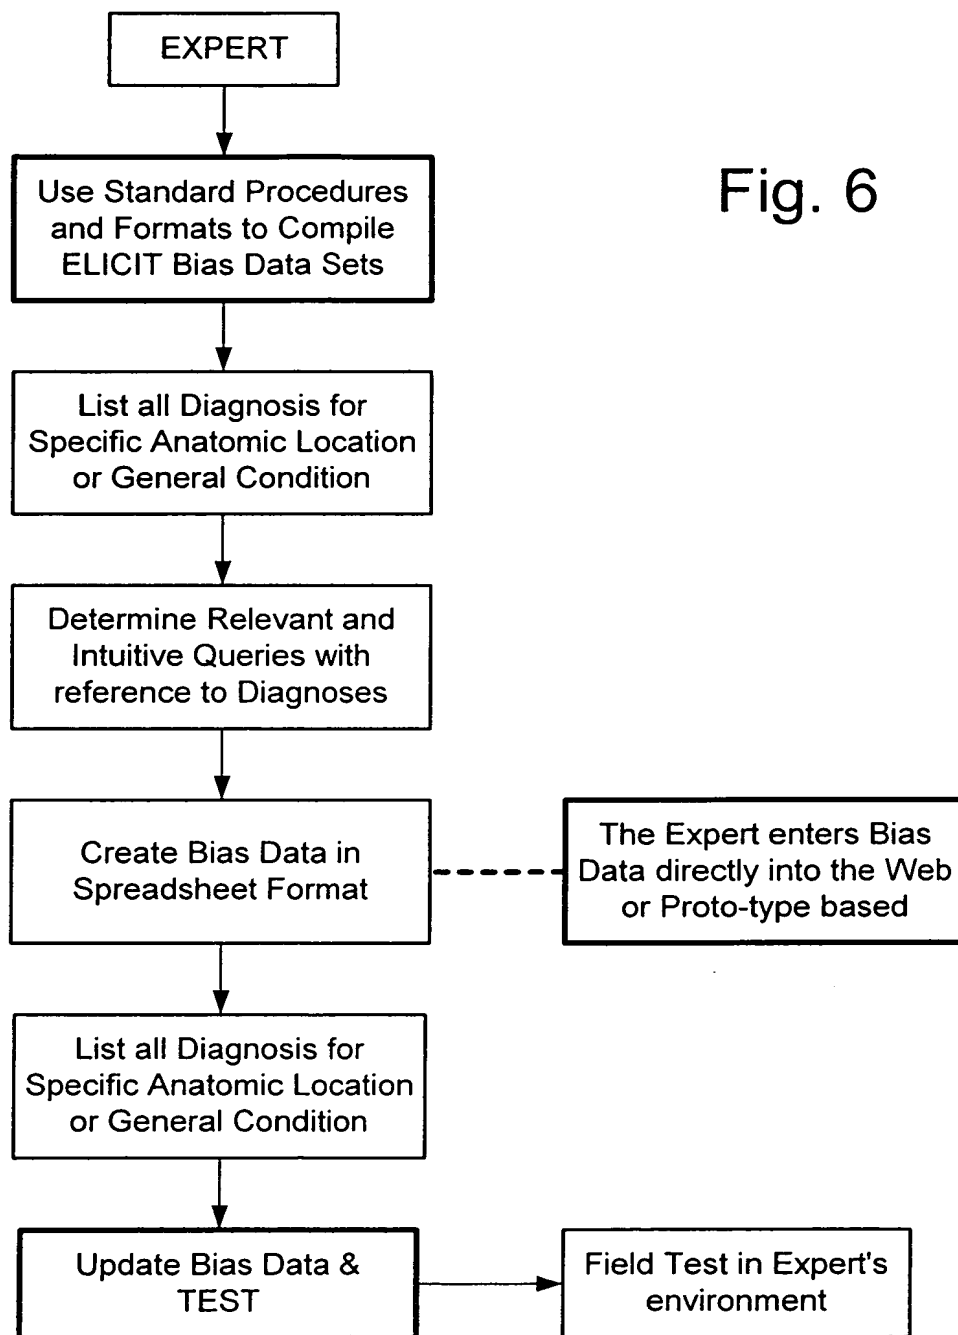 EXPERT
Fig. 6
Use Standard Procedures
and Formats to Compile
ELICIT Bias Data Sets
List all Diagnosis for
Specific Anatomic Location
or General Condition
Determine Relevant and
Intuitive Queries with
reference to Diagnoses
Create Bias Data in
Spreadsheet Format
The Expert enters Bias
Data directly into the Web
or Proto-type based
List all Diagnosis for
Specific Anatomic Location
or General Condition
Update Bias Data &
TEST
Field Test in Expert's
environment